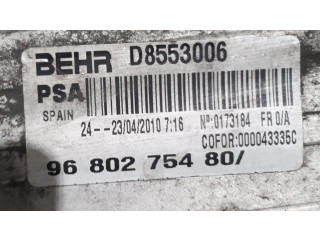 BEHR D8553006
PSA
SPAIN 24--23/04/2010 7:16 Nº:0173184 FR 0/A
COFOR:000043335C
96 802 754 80/